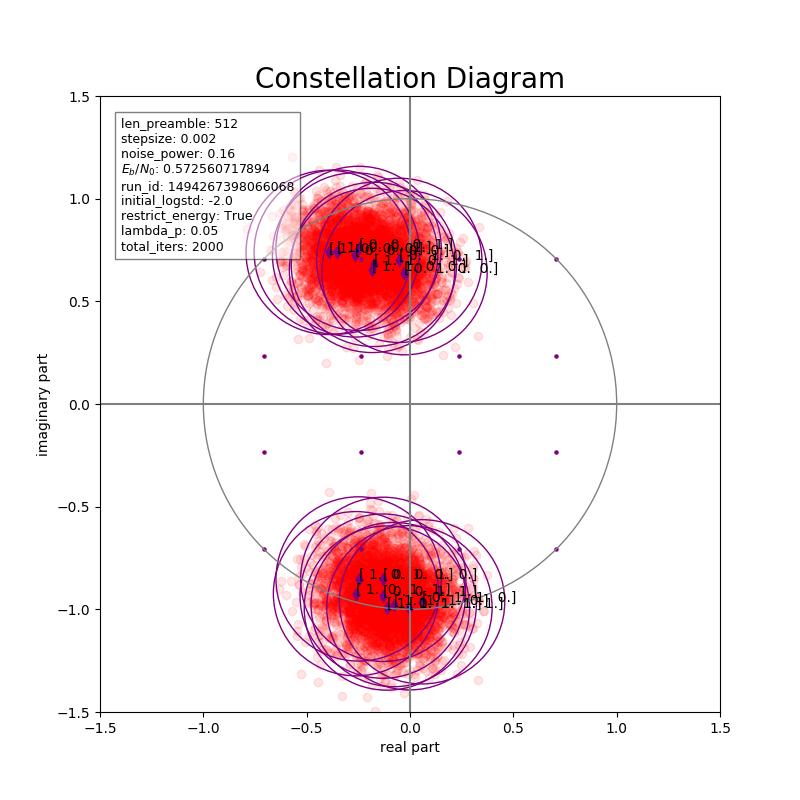 Constellation Diagram
len_preamble: 512
stepsize: 0.002
noise_power: 0.16
E_b/N_0: 0.572560717894
run_id: 1494267398066068
initial_logstd: -2.0
restrict_energy: True
lambda_p: 0.05
total_iters: 2000
imaginary part
1.5
1.0
0.5
0.0
−0.5
−1.0
−1.5
−1.5
−1.0
−0.5
0.0
0.5
1.0
1.5
real part